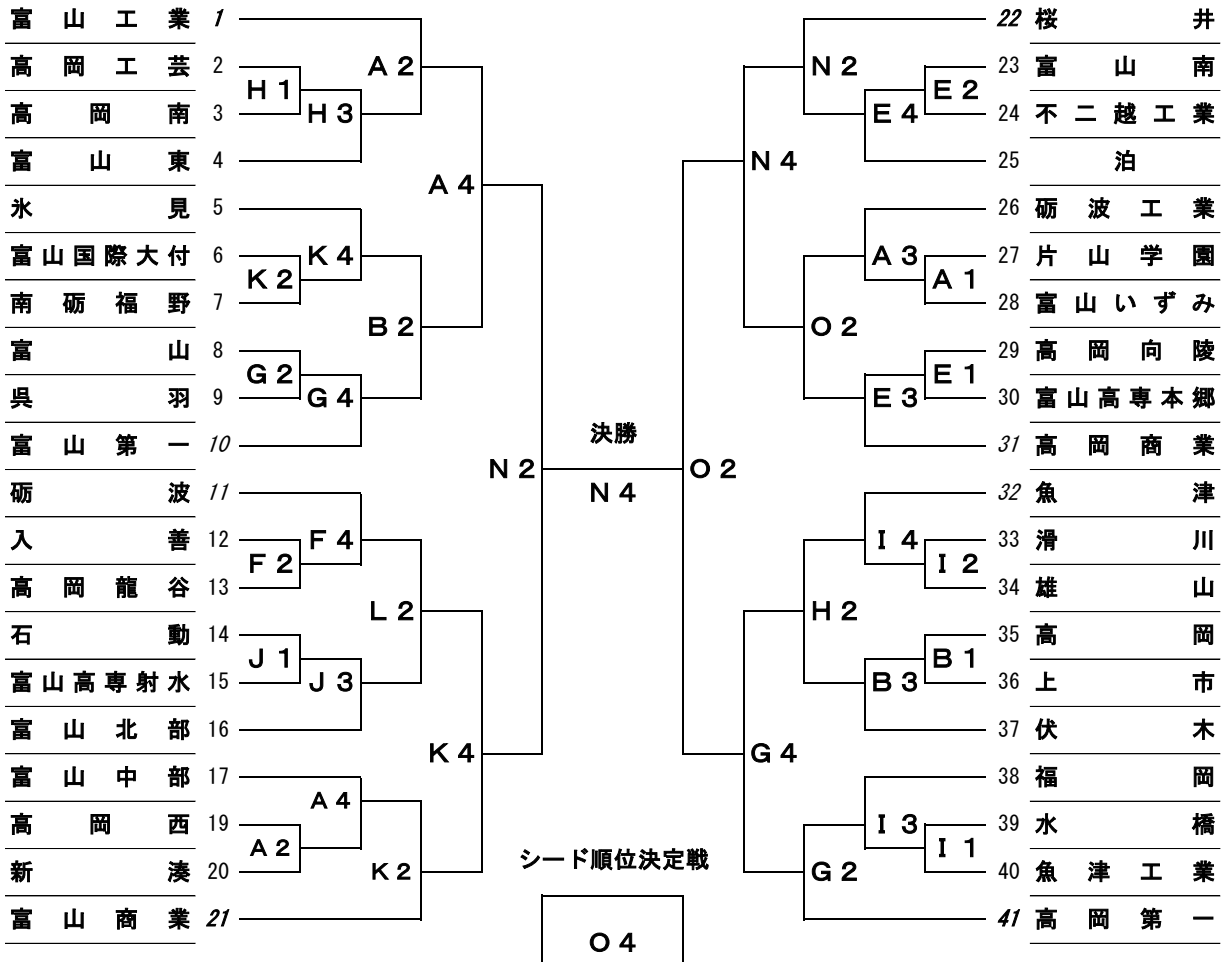 富山工業 1
A2
高岡工芸 2
H1
高岡南 3
H3
富山東 4
A4
氷見 5
富山国際大付 6
K4
K2
南砺福野 7
B2
富山 8
G2
呉羽 9
G4
富山第一 10
N2
砺波 11
入善 12
F4
F2
高岡龍谷 13
L2
石動 14
J1
富山高専射水 15
J3
富山北部 16
K4
富山中部 17
A4
高岡西 19
A2
新湊 20
K2
富山商業 21
決勝
N4
シード順位決定戦
O4
22 桜井
N2
23 富山南
E2
E4
24 不二越工業
25 泊
N4
26 砺波工業
A3
27 片山学園
A1
28 富山いずみ
O2
29 高岡向陵
E1
E3
30 富山高専本郷
31 高岡商業
O2
32 魚津
I4
33 滑川
I2
34 雄山
H2
35 高岡
B1
B3
36 上市
37 伏木
G4
38 福岡
I3
39 水橋
I1
G2
40 魚津工業
41 高岡第一